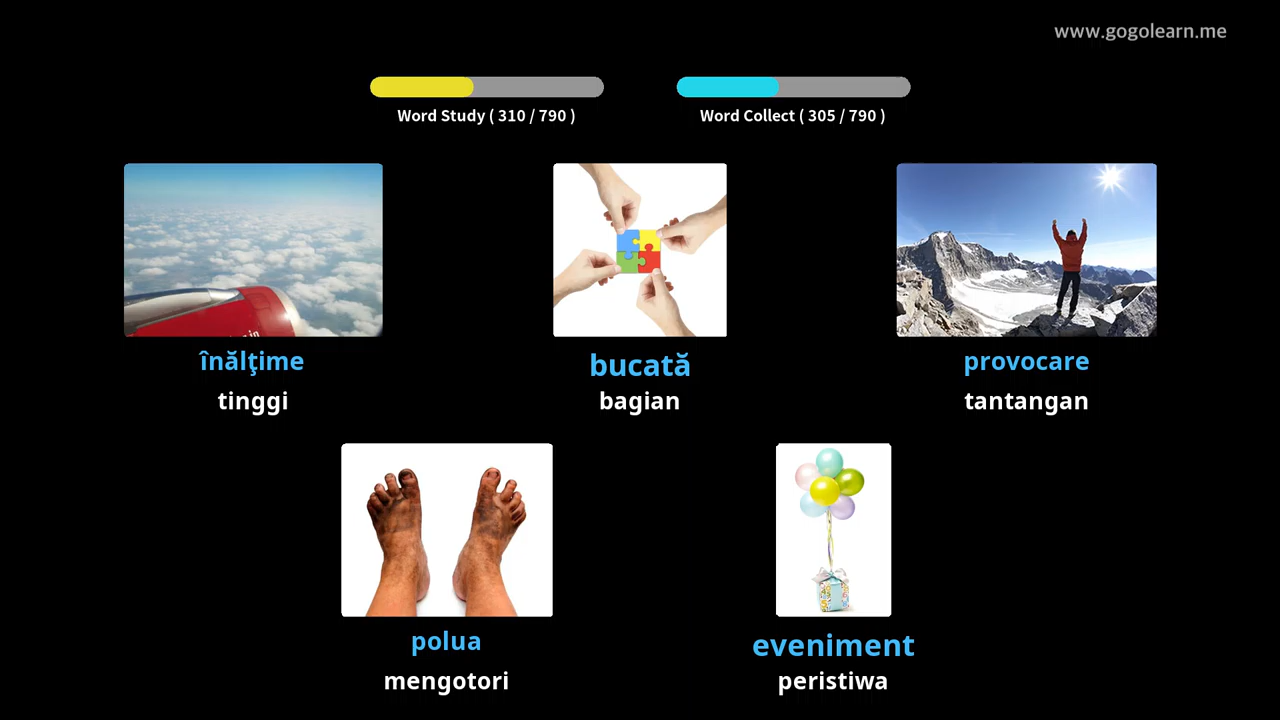 www.gogolearn.me
Word Study ( 310 / 790 )
Word Collect ( 305 / 790 )
înălţime
bucată
provocare
tinggi
bagian
tantangan
polua
eveniment
mengotori
peristiwa